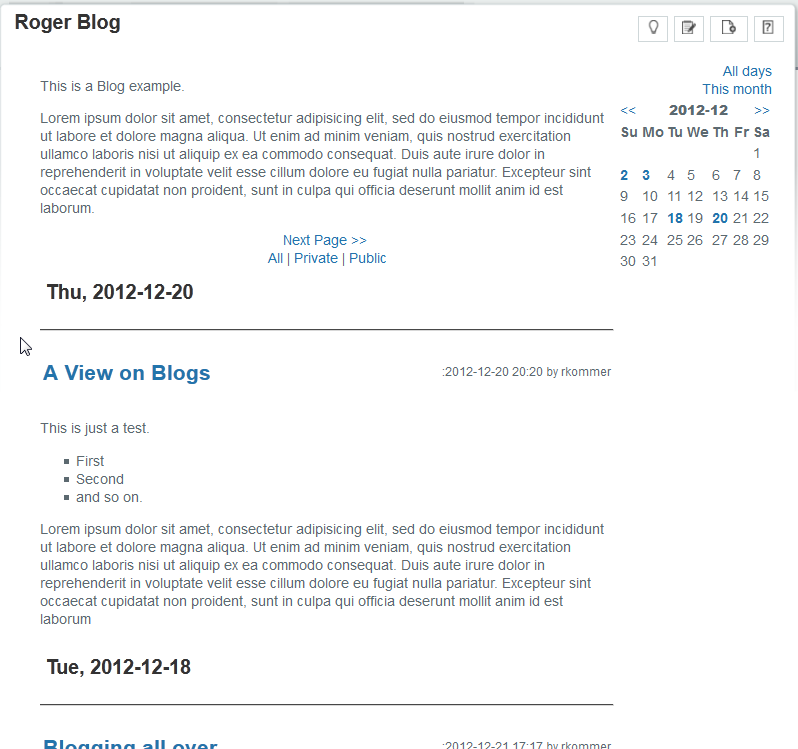 Roger Blog
All days
This month
<< 2012-12 >>
Su Mo Tu We Th Fr Sa
1
2 3 4 5 6 7 8
9 10 11 12 13 14 15
16 17 18 19 20 21 22
23 24 25 26 27 28 29
30 31
This is a Blog example.
Lorem ipsum dolor sit amet, consectetur adipisicing elit, sed do eiusmod tempor incididunt
ut labore et dolore magna aliqua. Ut enim ad minim veniam, quis nostrud exercitation
ullamco laboris nisi ut aliquip ex ea commodo consequat. Duis aute irure dolor in
reprehenderit in voluptate velit esse cillum dolore eu fugiat nulla pariatur. Excepteur sint
occaecat cupidatat non proident, sunt in culpa qui officia deserunt mollit anim id est
laborum.
Next Page >>
All | Private | Public
Thu, 2012-12-20
A View on Blogs :2012-12-20 20:20 by rkommer
This is just a test.
First
Second
and so on.
Lorem ipsum dolor sit amet, consectetur adipisicing elit, sed do eiusmod tempor incididunt
ut labore et dolore magna aliqua. Ut enim ad minim veniam, quis nostrud exercitation
ullamco laboris nisi ut aliquip ex ea commodo consequat. Duis aute irure dolor in
reprehenderit in voluptate velit esse cillum dolore eu fugiat nulla pariatur. Excepteur sint
occaecat cupidatat non proident, sunt in culpa qui officia deserunt mollit anim id est
laborum
Tue, 2012-12-18
Blogging all over :2012-12-21 17:17 by rkommer